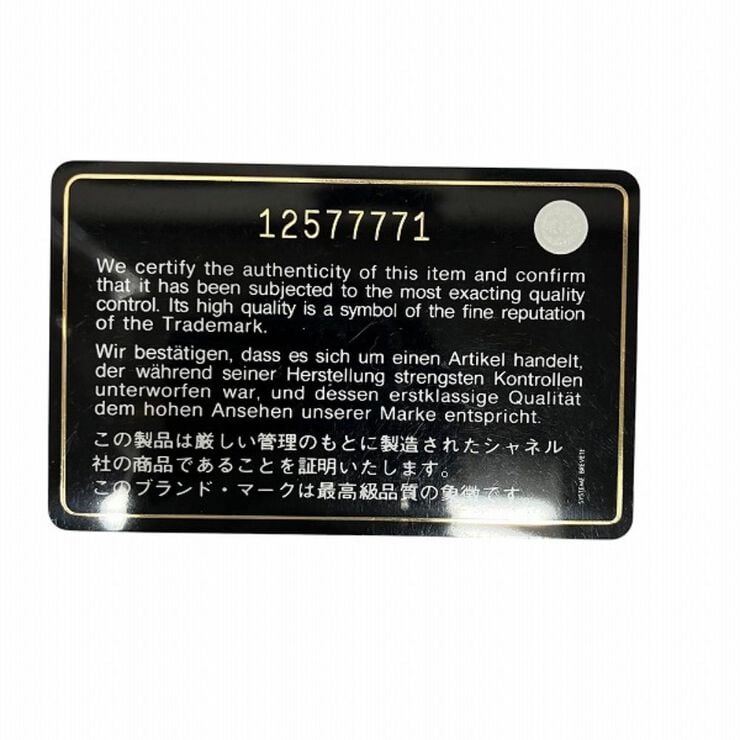 12577771
We certify the authenticity of this item and confirm
that it has been subjected to the most exacting quality
control. Its high quality is a symbol of the fine reputation
of the Trademark.
Wir bestätigen, dass es sich um einen Artikel handelt,
der während seiner Herstellung strengsten Kontrollen
unterworfen war, und dessen erstklassige Qualität
dem hohen Ansehen unserer Marke entspricht.
この製品は厳しい管理のもとに製造されたシャネル
社の商品であることを証明いたします。
このブランド・マークは最高級品質の象徴です
SYSTEME BREVETE